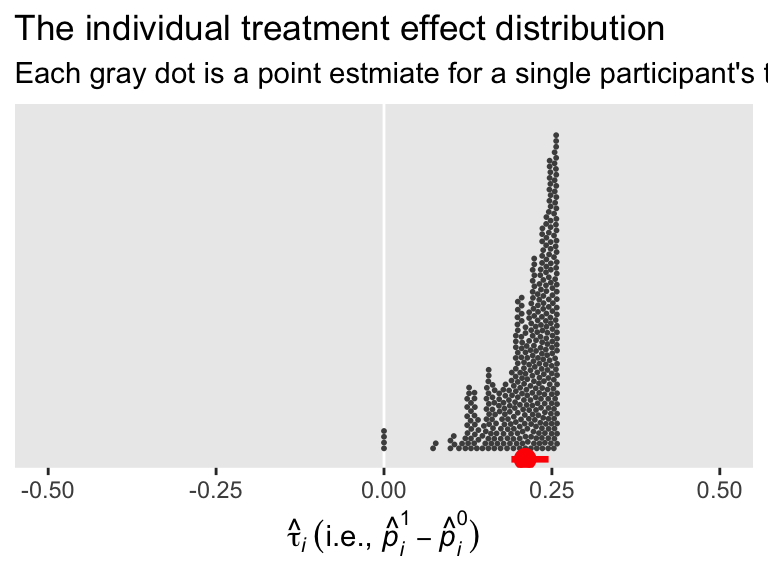 The individual treatment effect distribution
Each gray dot is a point estmiate for a single participant's t
-0.50 -0.25 0.00 0.25 0.50
τ̂ᵢ (i.e., p̂ᵢ¹ − p̂ᵢ⁰)